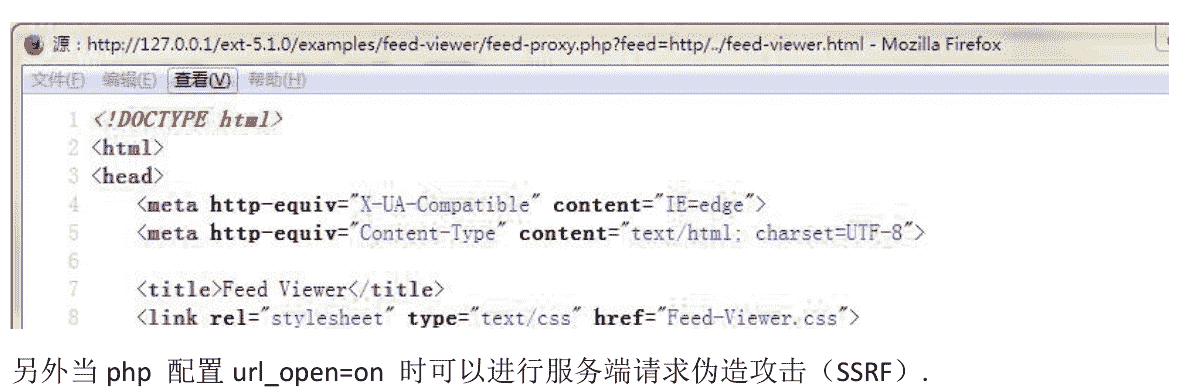 源：http://127.0.0.1/ext-5.1.0/examples/feed-viewer/feed-proxy.php?feed=http/../feed-viewer.html - Mozilla Firefox
文件(F) 编辑(E) 查看(V) 帮助(H)
1 <!DOCTYPE html>
2 <html>
3 <head>
4 <meta http-equiv="X-UA-Compatible" content="IE=edge">
5 <meta http-equiv="Content-Type" content="text/html; charset=UTF-8">
6
7 <title>Feed Viewer</title>
8 <link rel="stylesheet" type="text/css" href="Feed-Viewer.css">
另外当 php 配置 url_open=on 时可以进行服务端请求伪造攻击（SSRF）.